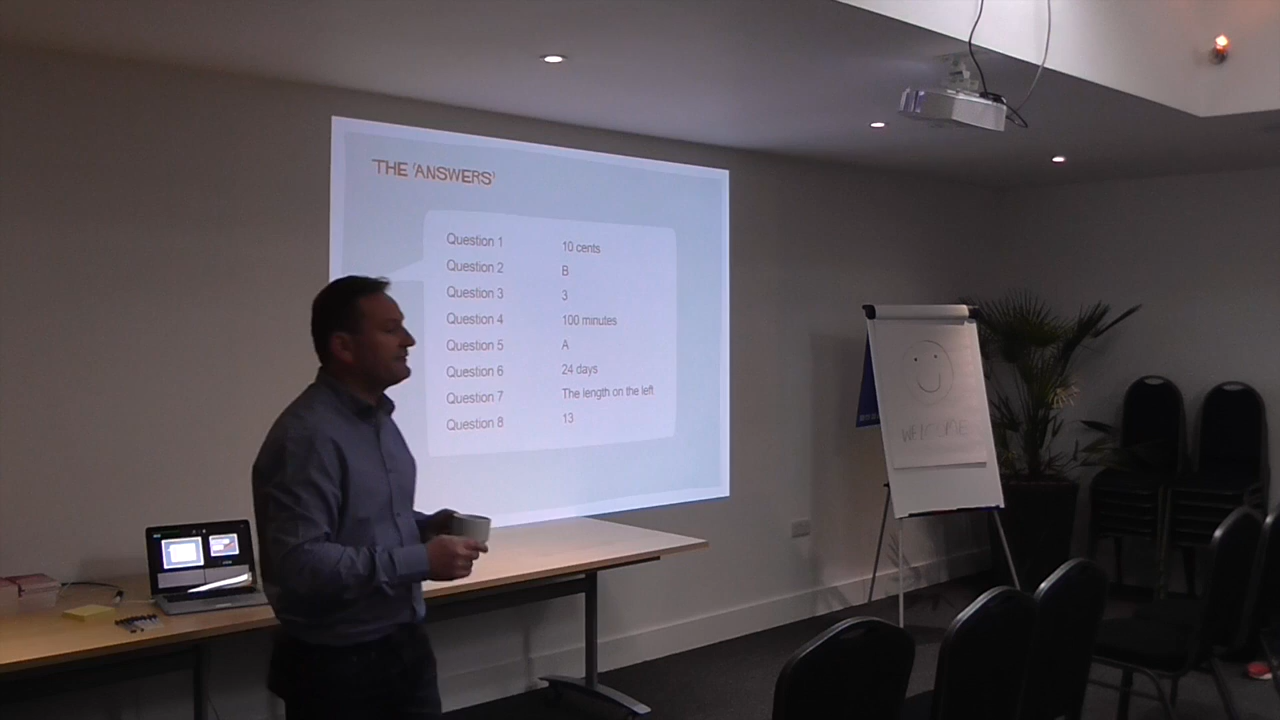 THE 'ANSWERS'
Question 1 10 cents
Question 2 B
Question 3 3
Question 4 100 minutes
Question 5 A
Question 6 24 days
Question 7 The length on the left
Question 8 13
WELCOME